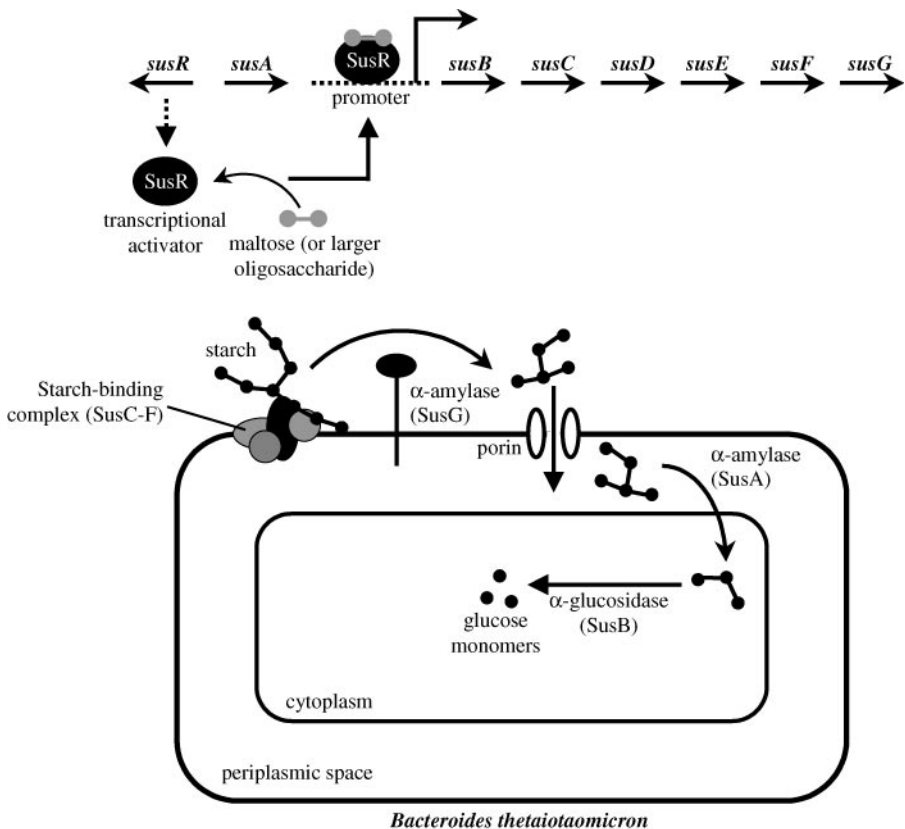 susR susA SusR susB susC susD susE susF susG
promoter
SusR
transcriptional
activator
maltose (or larger
oligosaccharide)
starch
Starch-binding
complex (SusC-F)
α-amylase
(SusG)
porin
α-amylase
(SusA)
α-glucosidase
(SusB)
glucose
monomers
cytoplasm
periplasmic space
Bacteroides thetaiotaomicron